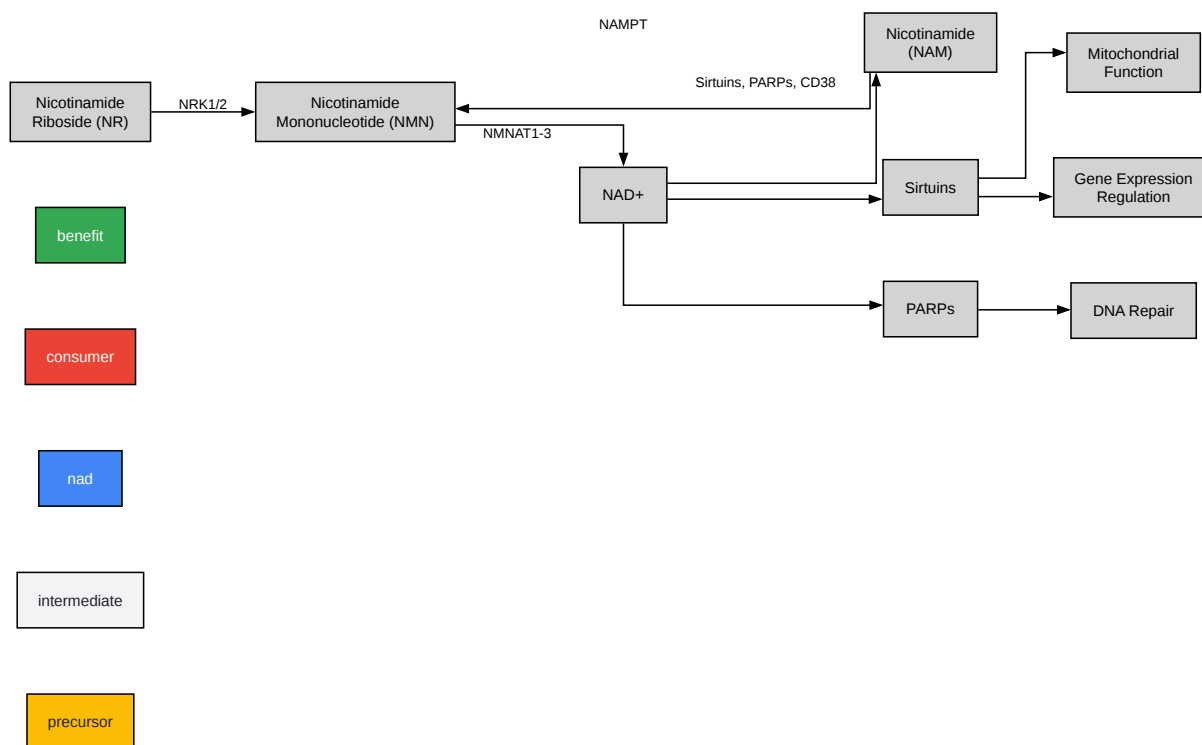 NAMPT
Nicotinamide
(NAM)
Mitochondrial
Function
Sirtuins, PARPs, CD38
Nicotinamide
Riboside (NR)
NRK1/2
Nicotinamide
Mononucleotide (NMN)
NMNAT1-3
NAD+
Sirtuins
Gene Expression
Regulation
benefit
PARPs
DNA Repair
consumer
nad
intermediate
precursor